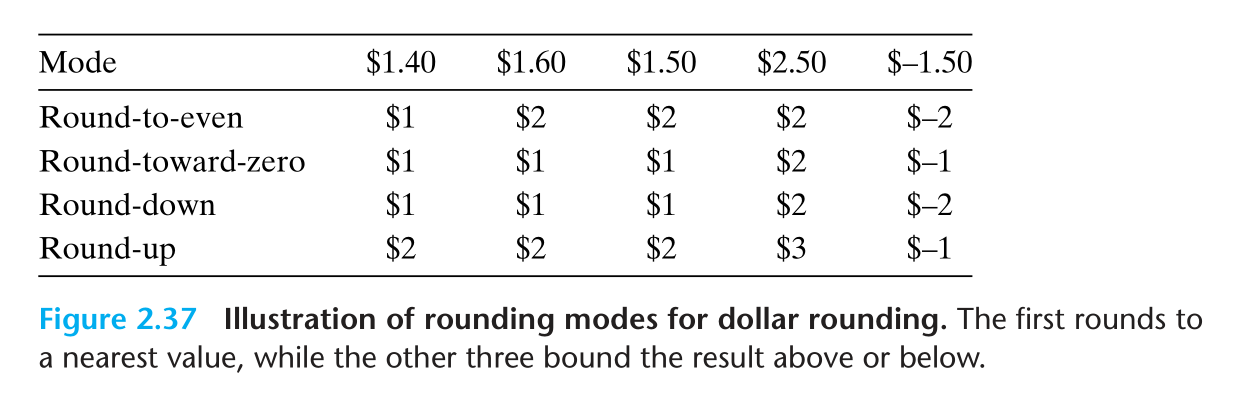 Mode $1.40 $1.60 $1.50 $2.50 $–1.50
Round-to-even $1 $2 $2 $2 $–2
Round-toward-zero $1 $1 $1 $2 $–1
Round-down $1 $1 $1 $2 $–2
Round-up $2 $2 $2 $3 $–1
Figure 2.37 Illustration of rounding modes for dollar rounding. The first rounds to
a nearest value, while the other three bound the result above or below.